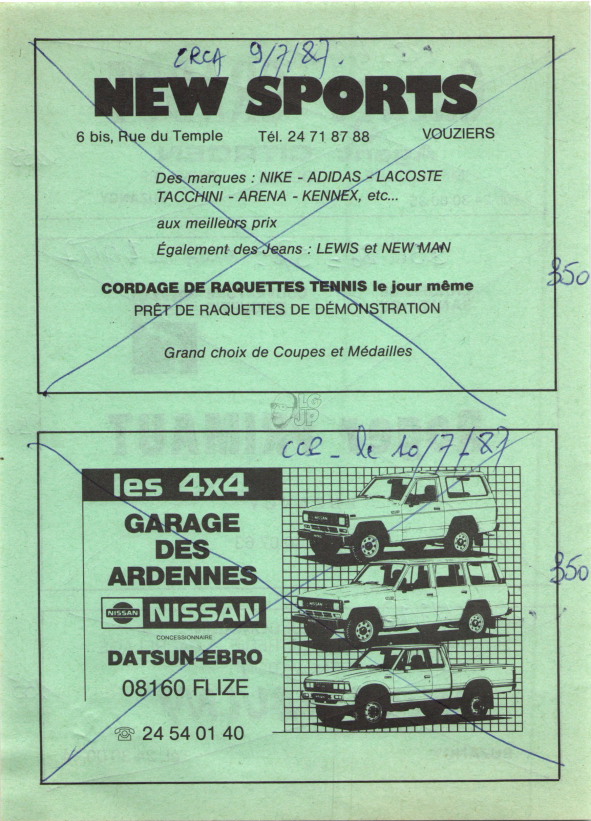 CRCA 9/7/87.
NEW SPORTS
6 bis, Rue du Temple Tél. 24 71 87 88 VOUZIERS
Des marques : NIKE - ADIDAS - LACOSTE
TACCHINI - ARENA - KENNEX, etc...
aux meilleurs prix
Également des Jeans : LEWIS et NEW MAN
350
CORDAGE DE RAQUETTES TENNIS le jour même
PRÊT DE RAQUETTES DE DÉMONSTRATION
Grand choix de Coupes et Médailles
LG
UP
CCR - le 10/7/87
les 4x4
GARAGE
DES
ARDENNES
350
NISSAN NISSAN
CONCESSIONNAIRE
DATSUN-EBRO
08160 FLIZE
☏ 24 54 01 40